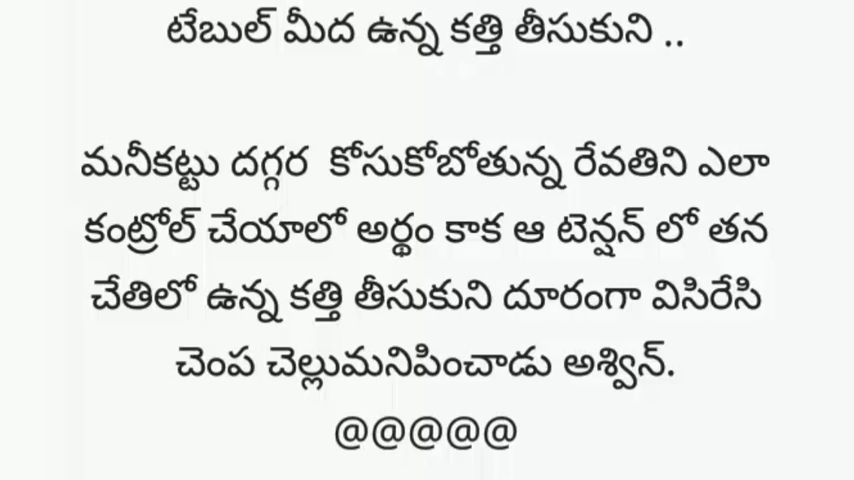 టేబుల్ మీద ఉన్న కత్తి తీసుకుని ..
మనీకట్టు దగ్గర కోసుకోబోతున్న రేవతిని ఎలా
కంట్రోల్ చేయాలో అర్థం కాక ఆ టెన్షన్ లో తన
చేతిలో ఉన్న కత్తి తీసుకుని దూరంగా విసిరేసి
చెంప చెల్లుమనిపించాడు అశ్విన్.
@@@@@